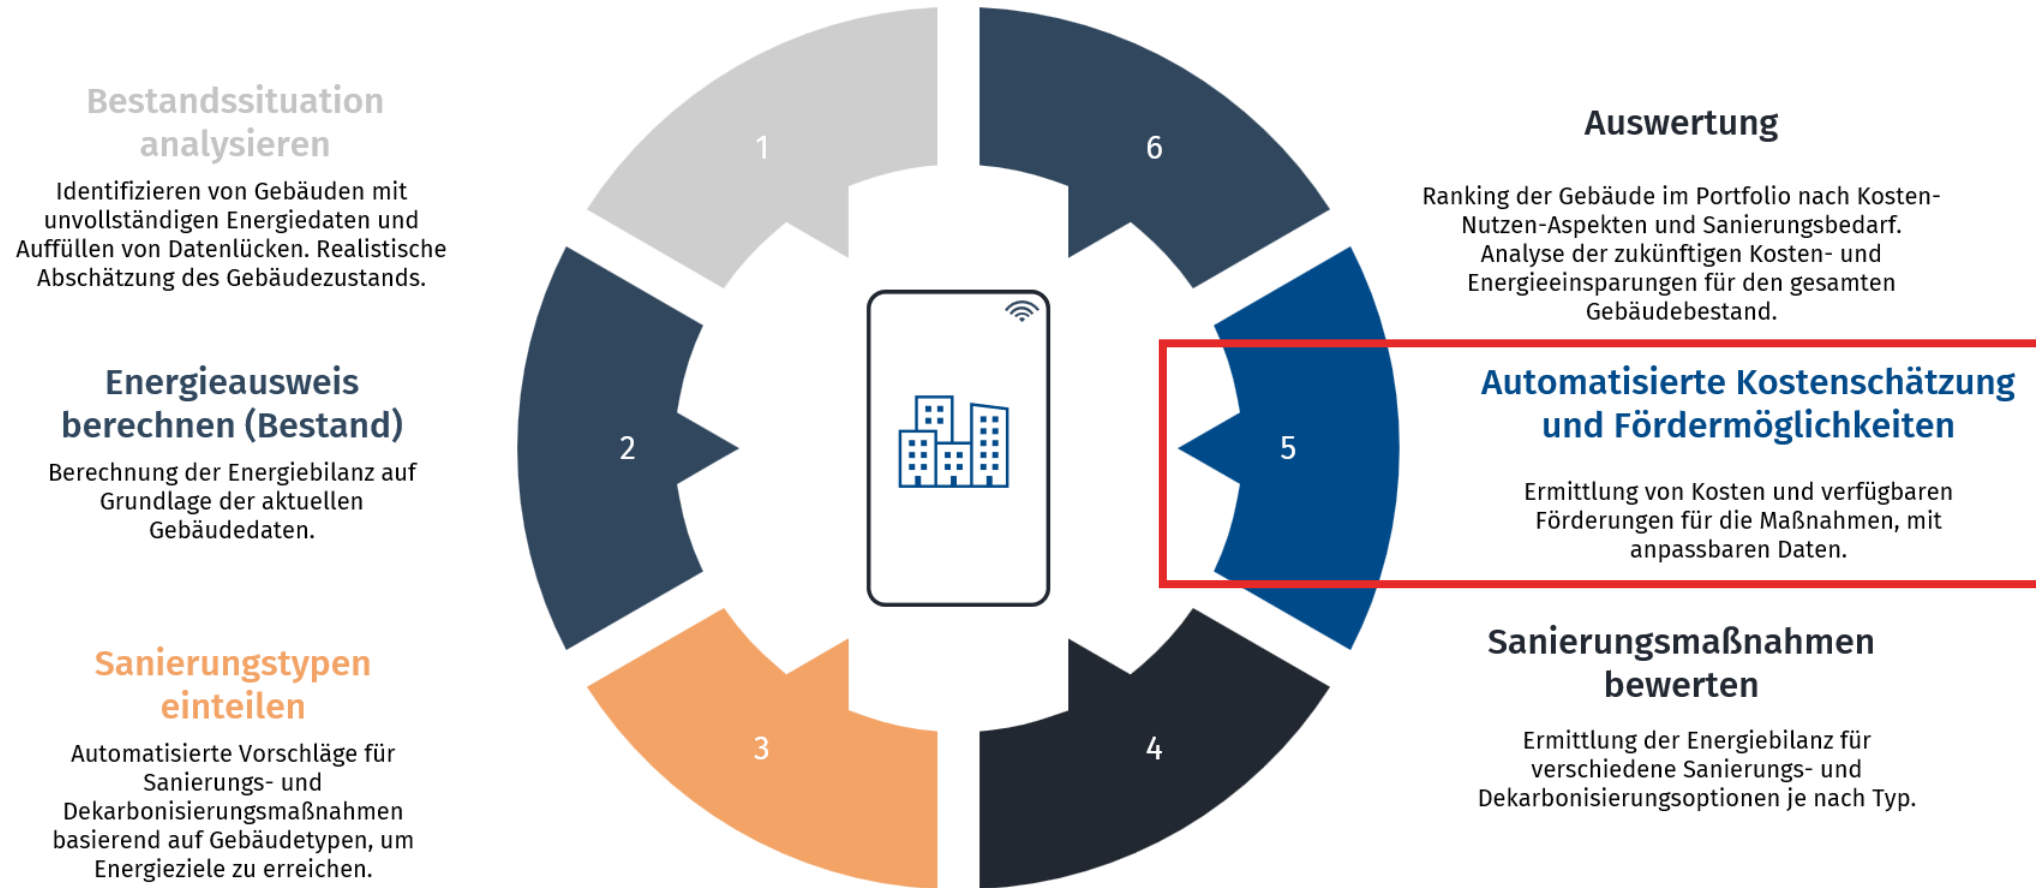 Bestandssituation
analysieren
Identifizieren von Gebäuden mit
unvollständigen Energiedaten und
Auffüllen von Datenlücken. Realistische
Abschätzung des Gebäudezustands.
1
Energieausweis
berechnen (Bestand)
Berechnung der Energiebilanz auf
Grundlage der aktuellen
Gebäudedaten.
2
Sanierungstypen
einteilen
Automatisierte Vorschläge für
Sanierungs- und
Dekarbonisierungsmaßnahmen
basierend auf Gebäudetypen, um
Energieziele zu erreichen.
3
4
Sanierungsmaßnahmen
bewerten
Ermittlung der Energiebilanz für
verschiedene Sanierungs- und
Dekarbonisierungsoptionen je nach Typ.
5
Automatisierte Kostenschätzung
und Fördermöglichkeiten
Ermittlung von Kosten und verfügbaren
Förderungen für die Maßnahmen, mit
anpassbaren Daten.
6
Auswertung
Ranking der Gebäude im Portfolio nach Kosten-
Nutzen-Aspekten und Sanierungsbedarf.
Analyse der zukünftigen Kosten- und
Energieeinsparungen für den gesamten
Gebäudebestand.